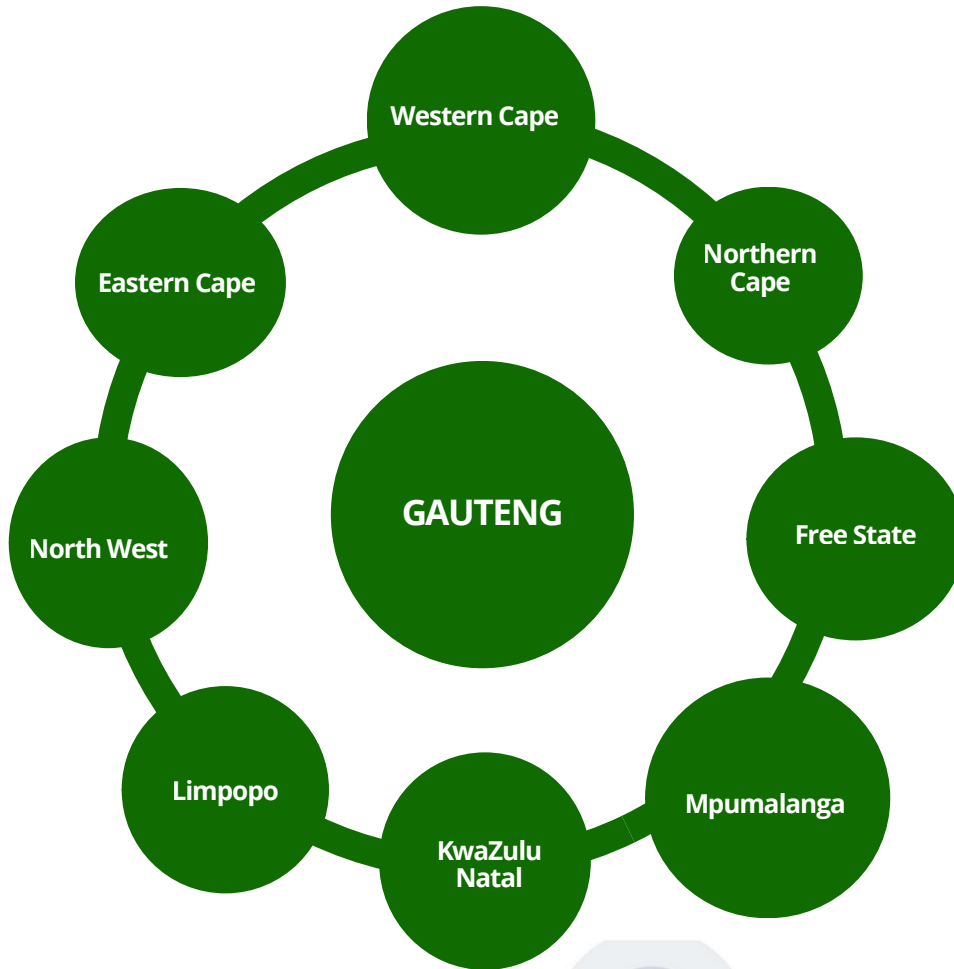 Western Cape
Northern
Cape
Eastern Cape
GAUTENG
Free State
North West
Limpopo
Mpumalanga
KwaZulu
Natal